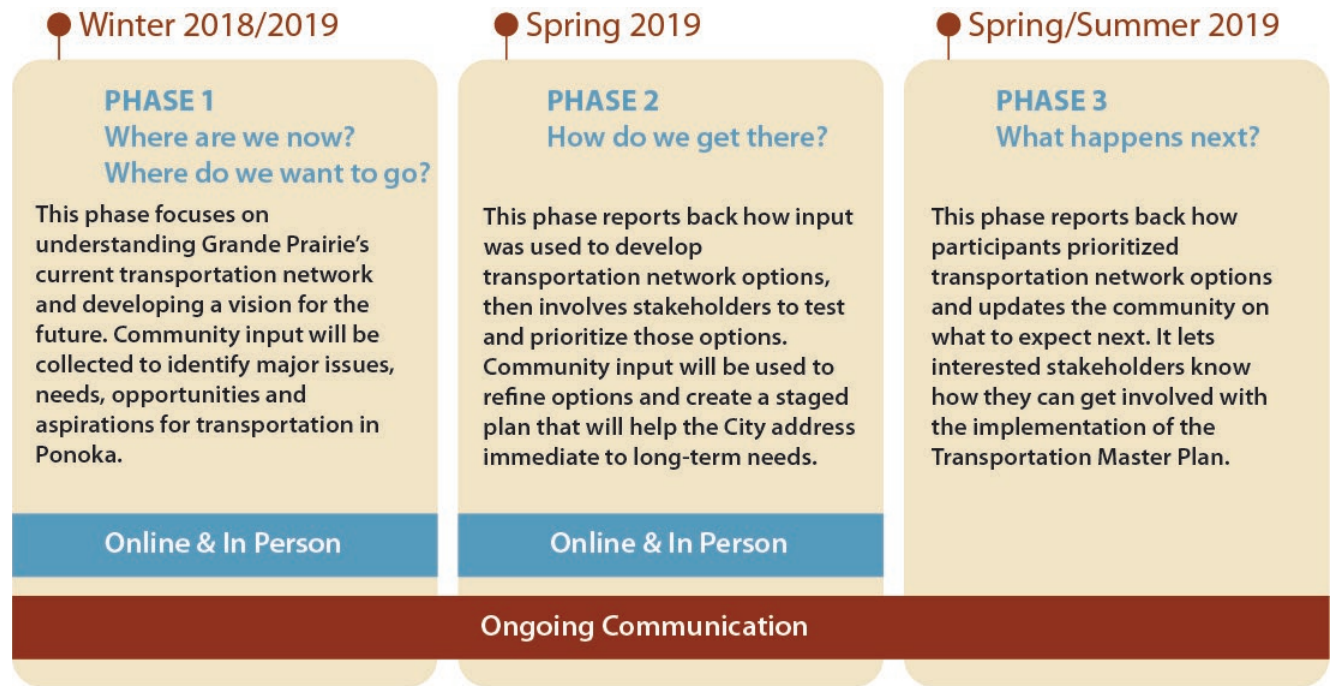 Winter 2018/2019
PHASE 1
Where are we now?
Where do we want to go?
This phase focuses on
understanding Grande Prairie’s
current transportation network
and developing a vision for the
future. Community input will be
collected to identify major issues,
needs, opportunities and
aspirations for transportation in
Ponoka.
Online & In Person
Spring 2019
PHASE 2
How do we get there?
This phase reports back how input
was used to develop
transportation network options,
then involves stakeholders to test
and prioritize those options.
Community input will be used to
refine options and create a staged
plan that will help the City address
immediate to long-term needs.
Online & In Person
Spring/Summer 2019
PHASE 3
What happens next?
This phase reports back how
participants prioritized
transportation network options
and updates the community on
what to expect next. It lets
interested stakeholders know
how they can get involved with
the implementation of the
Transportation Master Plan.
Ongoing Communication